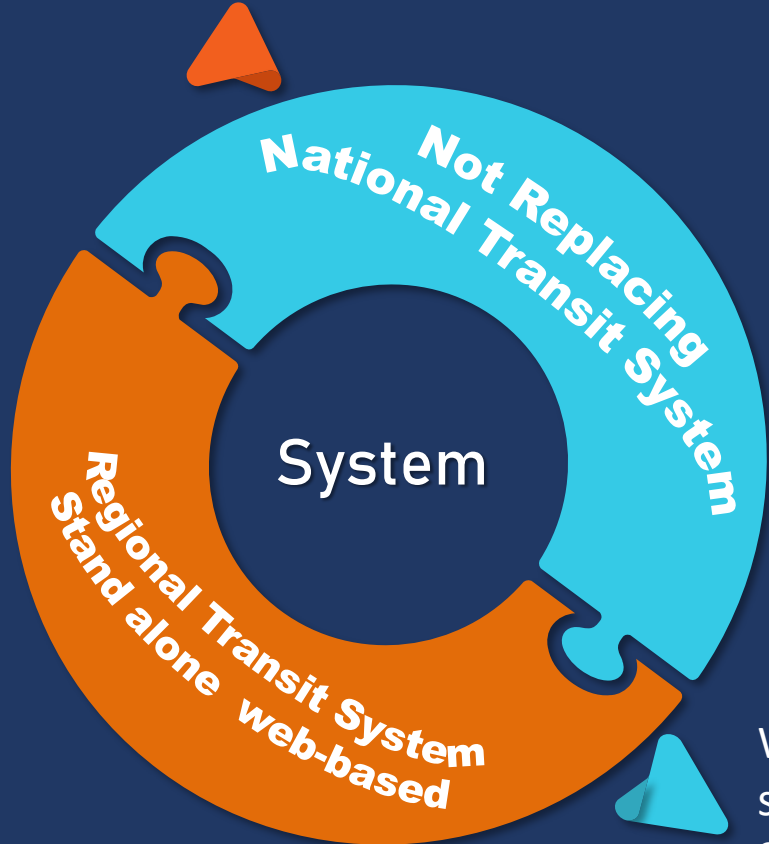 Not Replacing
National Transit System
System
Regional Transit System
Stand alone web-based